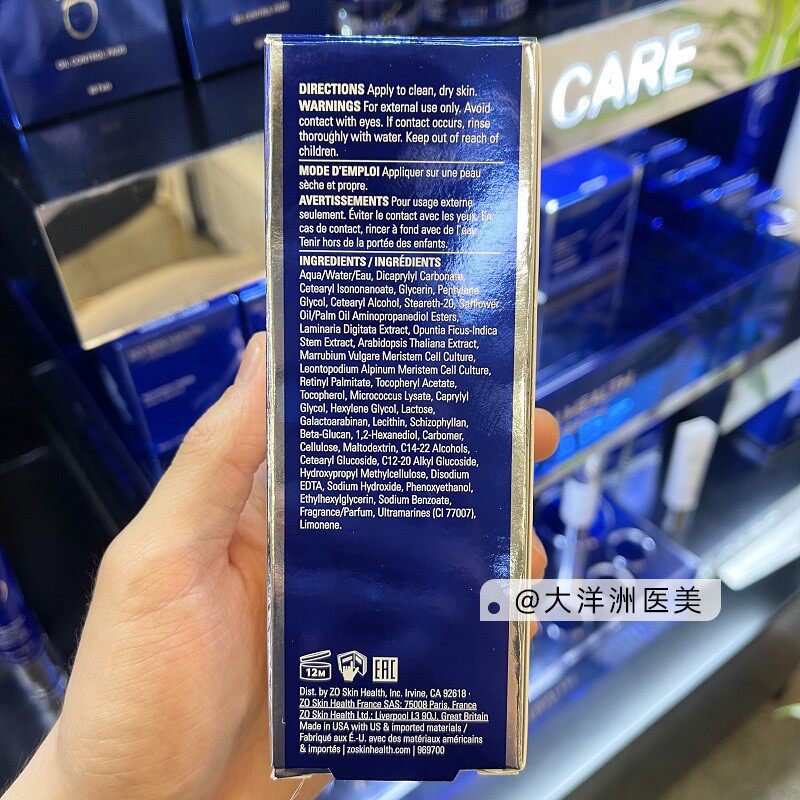 OIL CONTROL PADS
CARE
DIRECTIONS Apply to clean, dry skin.
WARNINGS For external use only. Avoid
contact with eyes. If contact occurs, rinse
thoroughly with water. Keep out of reach of
children.
MODE D'EMPLOI Appliquer sur une peau
sèche et propre.
AVERTISSEMENTS Pour usage externe
seulement. Éviter le contact avec les yeux. En
cas de contact, rincer à fond avec de l'eau.
Tenir hors de la portée des enfants.
INGREDIENTS / INGRÉDIENTS
Aqua/Water/Eau, Dicaprylyl Carbonate,
Cetearyl Isononanoate, Glycerin, Pentylene
Glycol, Cetearyl Alcohol, Steareth-20, Safflower
Oil/Palm Oil Aminopropanediol Esters,
Laminaria Digitata Extract, Opuntia Ficus-Indica
Stem Extract, Arabidopsis Thaliana Extract,
Marrubium Vulgare Meristem Cell Culture,
Leontopodium Alpinum Meristem Cell Culture,
Retinyl Palmitate, Tocopheryl Acetate,
Tocopherol, Micrococcus Lysate, Caprylyl
Glycol, Hexylene Glycol, Lactose,
Galactoarabinan, Lecithin, Schizophyllan,
Beta-Glucan, 1,2-Hexanediol, Carbomer,
Cellulose, Maltodextrin, C14-22 Alcohols,
Cetearyl Glucoside, C12-20 Alkyl Glucoside,
Hydroxypropyl Methylcellulose, Disodium
EDTA, Sodium Hydroxide, Phenoxyethanol,
Ethylhexylglycerin, Sodium Benzoate,
Fragrance/Parfum, Ultramarines (CI 77007),
Limonene.
@大洋洲医美
12M
EAC
Dist. by ZO Skin Health, Inc. Irvine, CA 92618 ·
ZO Skin Health France SAS: 75008 Paris, France
ZO Skin Health Ltd.: Liverpool L3 9QJ, Great Britain
Made in USA with US & imported materials /
Fabriqué aux É.-U. avec des matériaux américains
& importés | zoskinhealth.com | 969700
HEALTH